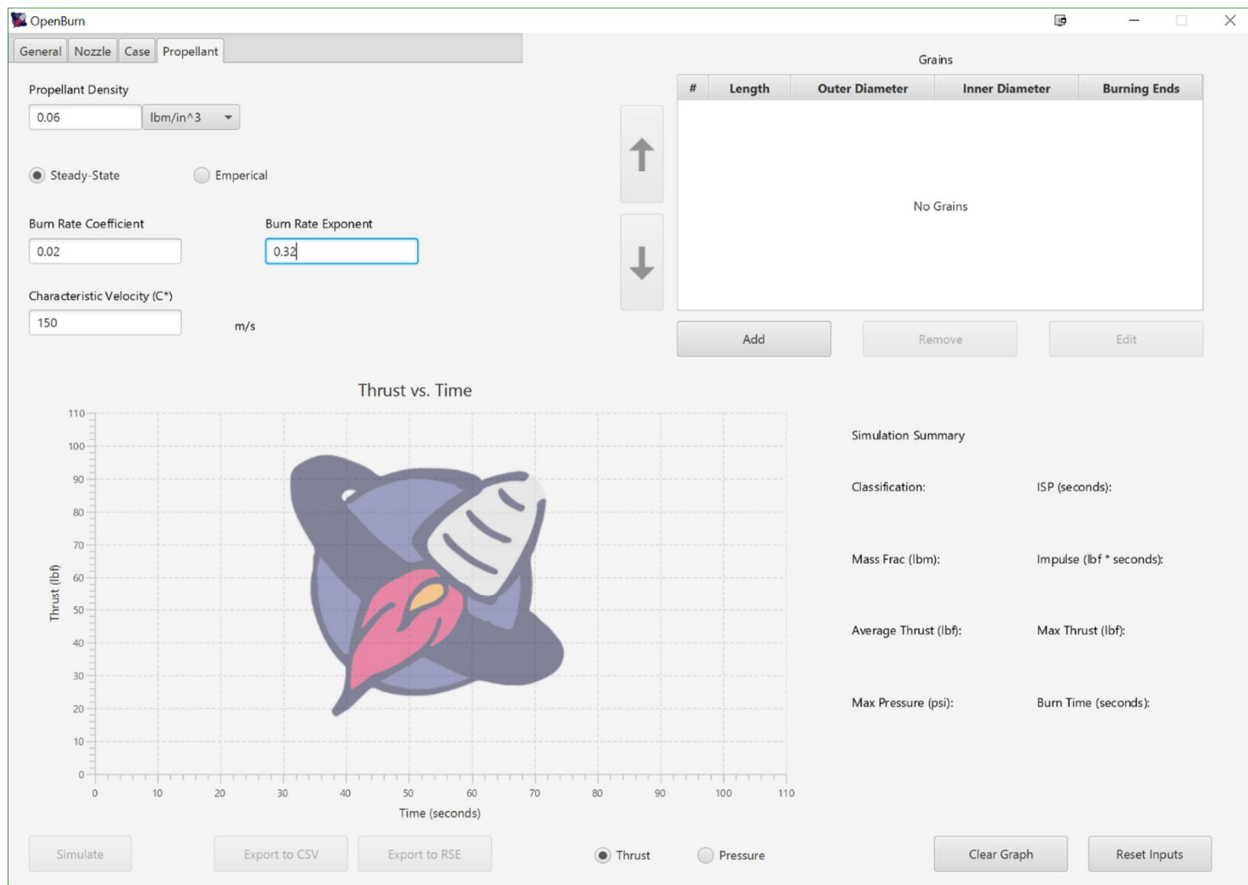 OpenBurn
General Nozzle Case Propellant
Propellant Density
0.06 lbm/in^3
Steady-State Emperical
Burn Rate Coefficient Burn Rate Exponent
0.02 0.32
Characteristic Velocity (C*)
150 m/s
Grains
# Length Outer Diameter Inner Diameter Burning Ends
No Grains
Add Remove Edit
Thrust vs. Time
Thrust (lbf)
110
100
90
80
70
60
50
40
30
20
10
0
0 10 20 30 40 50 60 70 80 90 100 110
Time (seconds)
Simulation Summary
Classification: ISP (seconds):
Mass Frac (lbm): Impulse (lbf * seconds):
Average Thrust (lbf): Max Thrust (lbf):
Max Pressure (psi): Burn Time (seconds):
Simulate Export to CSV Export to RSE Thrust Pressure Clear Graph Reset Inputs